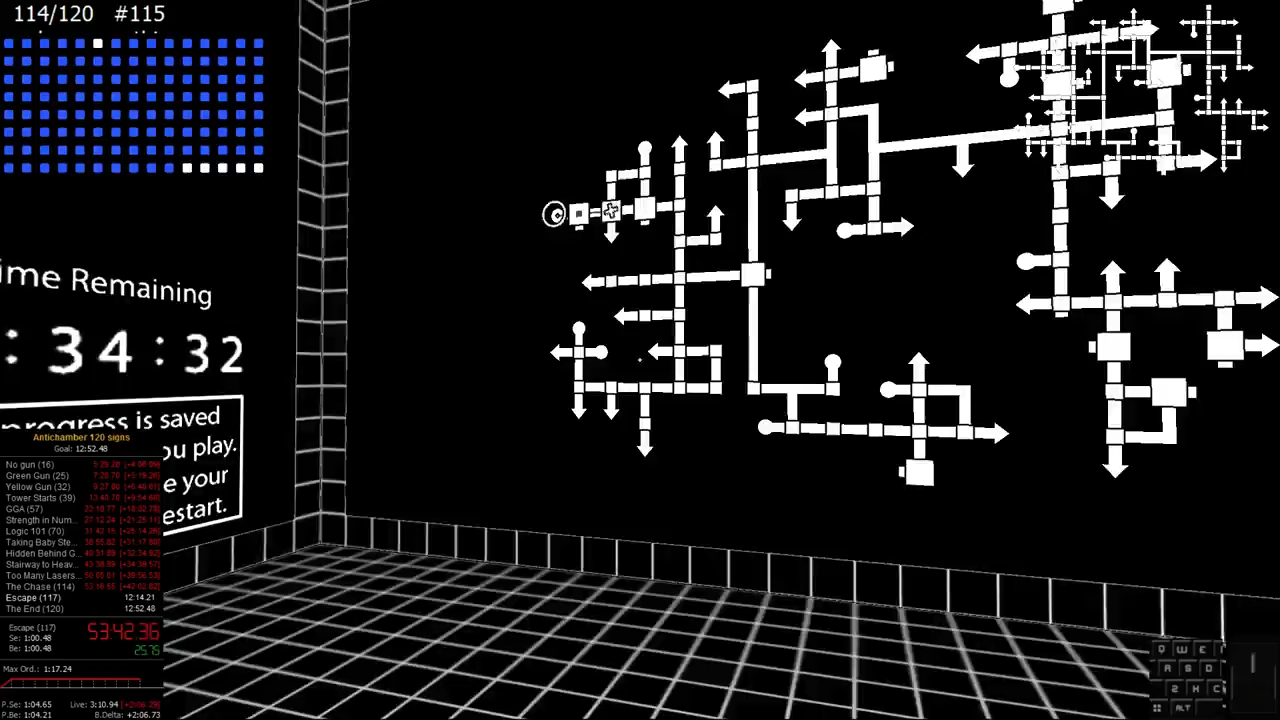 114/120 #115
ime Remaining
: 34:32
progress is saved
ou play.
e your
estart.
Antichamber 120 signs
Goal: 12:52.48
No gun (16)
Green Gun (25)
Yellow Gun (32)
Tower Starts (39)
GGA (57)
Strength in Num...
Logic 101 (70)
Taking Baby Ste...
Hidden Behind G...
Stairway to Heav...
Too Many Lasers...
The Chase (114)
Escape (117) 12:14.21
The End (120) 12:52.48
Escape (117) 53:42.36
Se: 1:00.48
Be: 1:00.48 25.75
Max Ord.: 1:17.24
P.Se: 1:04.65 Live: 3:10.94
P.Be: 1:04.21 B.Delta: +2:06.73
Q W E
A S D
ALT